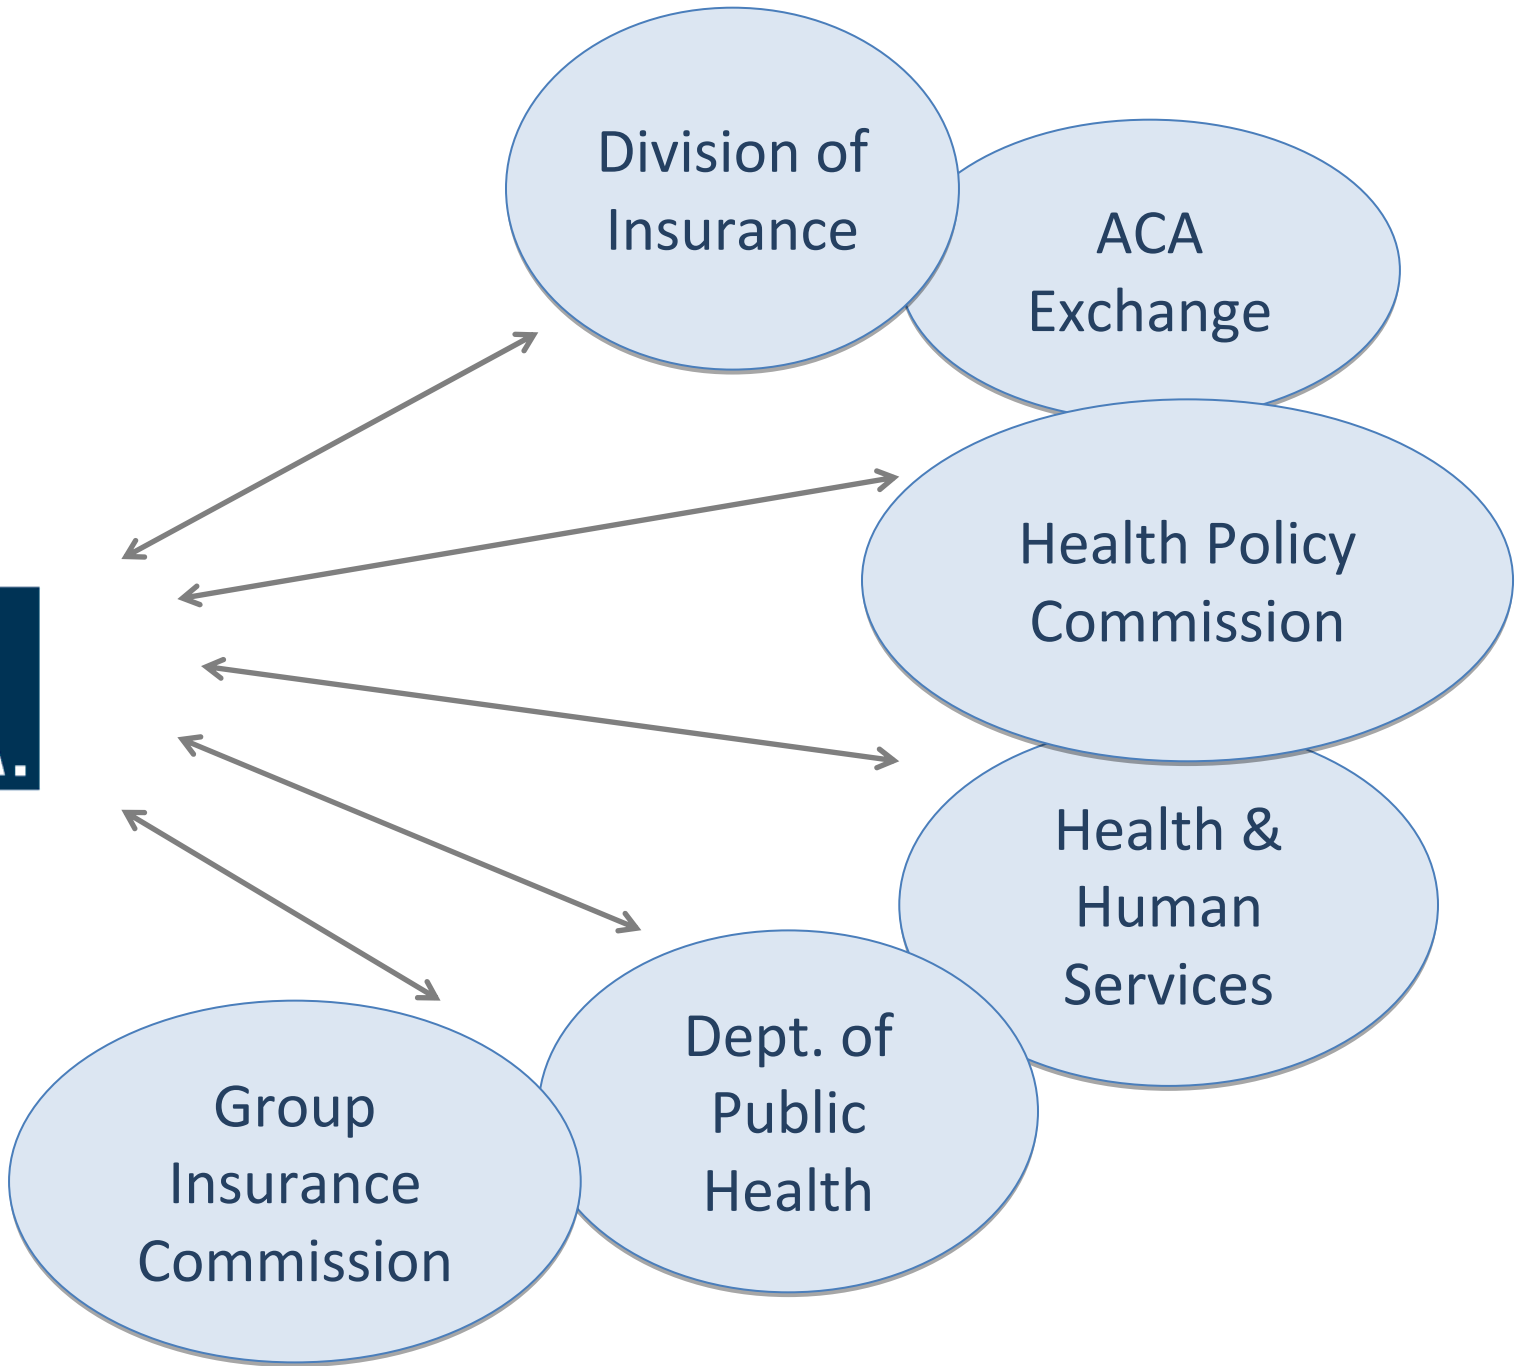 Division of
Insurance
ACA
Exchange
Health Policy
Commission
Health &
Human
Services
Dept. of
Public
Health
Group
Insurance
Commission